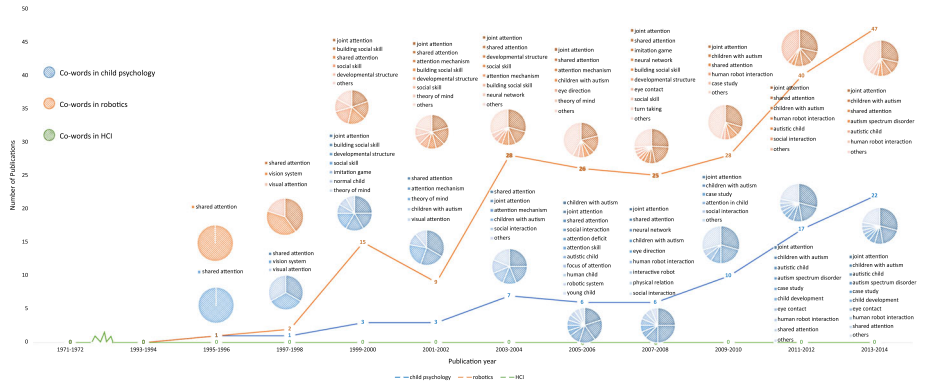 50
45
40
35
30
25
20
15
10
5
0
Number of Publications
Co-words in child psychology
Co-words in robotics
Co-words in HCI
shared attention
shared attention
shared attention
vision system
visual attention
shared attention
vision system
visual attention
joint attention
building social skill
shared attention
social skill
developmental structure
others
joint attention
building social skill
developmental structure
social skill
imitation game
normal child
theory of mind
joint attention
shared attention
attention mechanism
building social skill
developmental structure
social skill
theory of mind
others
shared attention
attention mechanism
theory of mind
children with autism
visual attention
joint attention
shared attention
developmental structure
social skill
attention mechanism
building social skill
neural network
others
shared attention
joint attention
attention mechanism
children with autism
social interaction
others
joint attention
shared attention
attention mechanism
children with autism
eye direction
theory of mind
others
children with autism
joint attention
shared attention
social interaction
attention deficit
attention skill
autistic child
focus of attention
human child
robotic system
young child
joint attention
shared attention
imitation game
neural network
building social skill
developmental structure
eye contact
social skill
turn taking
others
joint attention
shared attention
neural network
children with autism
eye direction
human robot interaction
interactive robot
physical relation
social interaction
joint attention
children with autism
shared attention
human robot interaction
case study
others
joint attention
children with autism
case study
attention in child
social interaction
others
joint attention
shared attention
children with autism
human robot interaction
autistic child
social interaction
others
joint attention
children with autism
autistic child
autism spectrum disorder
case study
child development
eye contact
human robot interaction
shared attention
others
joint attention
children with autism
shared attention
autism spectrum disorder
autistic child
human robot interaction
others
joint attention
children with autism
autistic child
autism spectrum disorder
case study
child development
eye contact
human robot interaction
shared attention
others
0 0 1 2 15 9 28 26 25 28 40 47
1 3 3 7 6 6 10 17 22
0 0 0 0 0 0 0 0 0 0
1971-1972 1993-1994 1995-1996 1997-1998 1999-2000 2001-2002 2003-2004 2005-2006 2007-2008 2009-2010 2011-2012 2013-2014
Publication year
child psychology robotics HCI